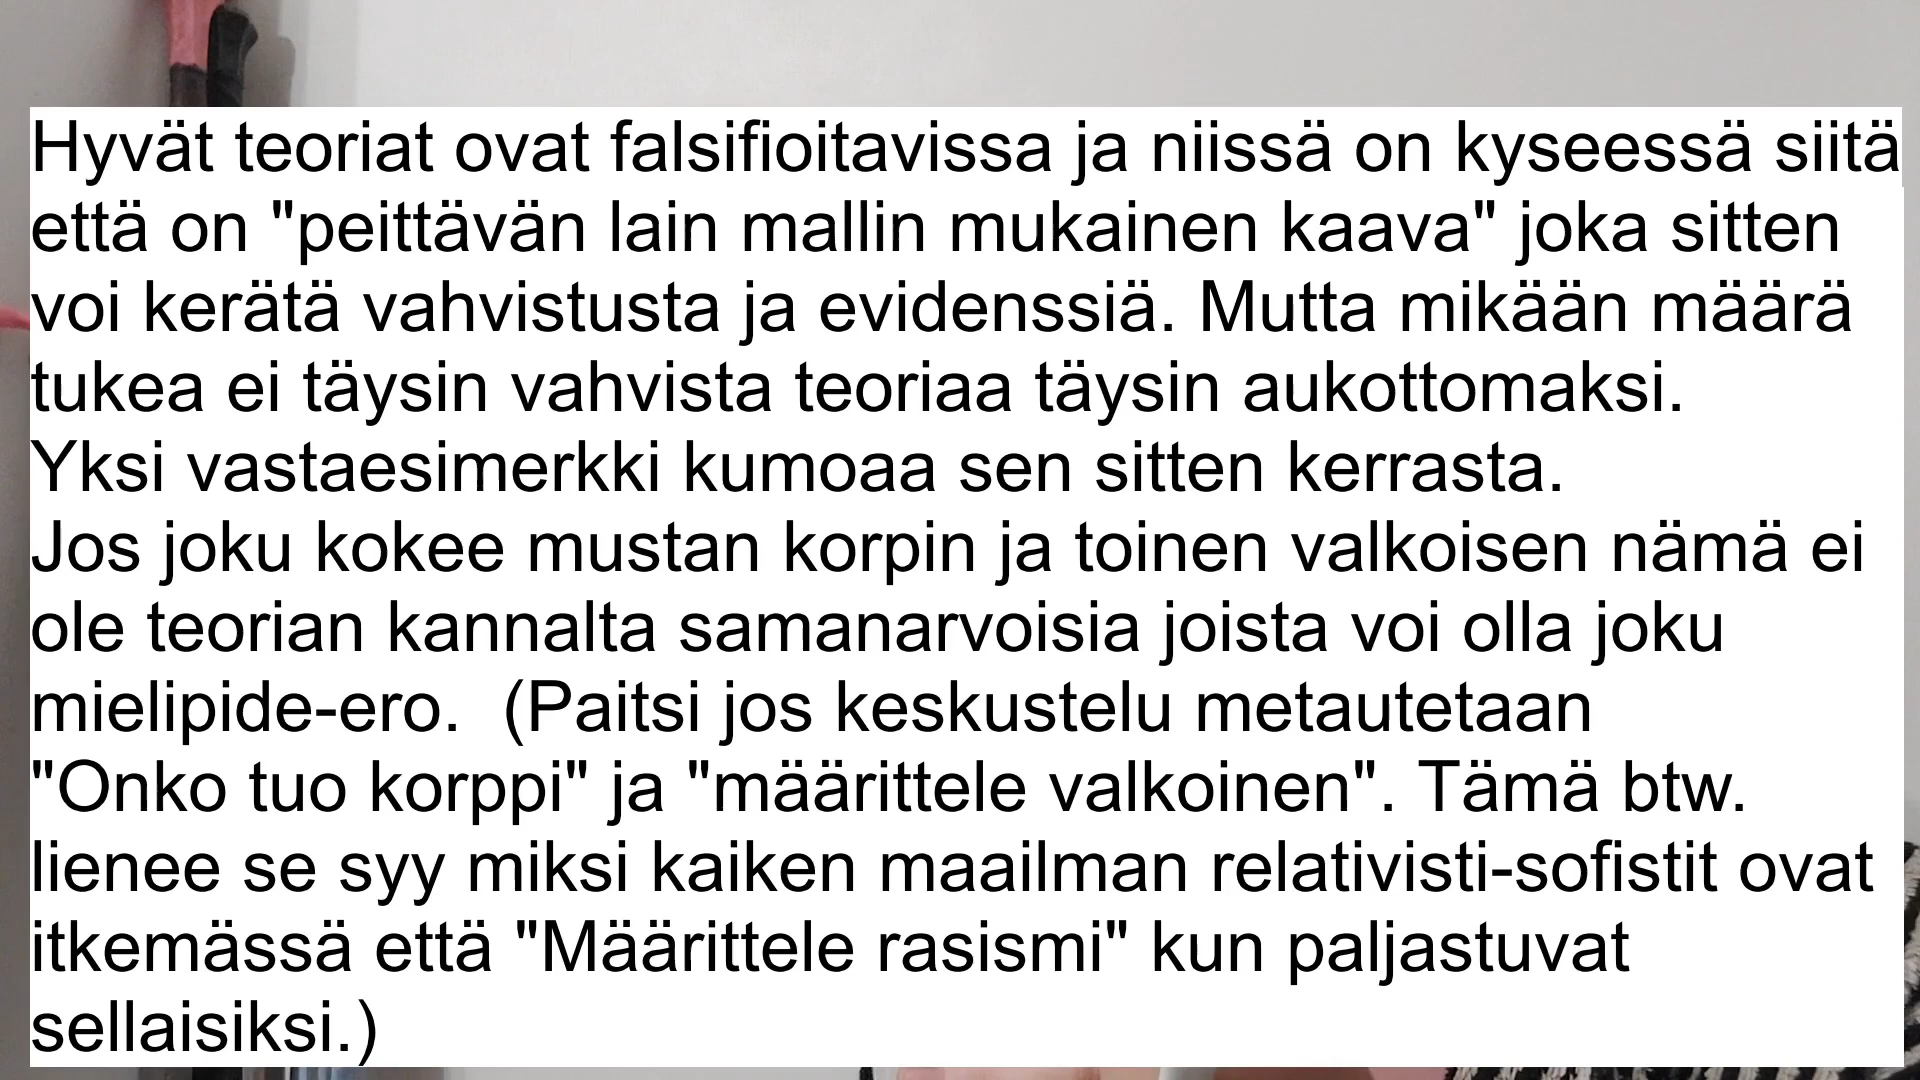 Hyvät teoriat ovat falsifioitavissa ja niissä on kyseessä siitä
että on "peittävän lain mallin mukainen kaava" joka sitten
voi kerätä vahvistusta ja evidenssiä. Mutta mikään määrä
tukea ei täysin vahvista teoriaa täysin aukottomaksi.
Yksi vastaesimerkki kumoaa sen sitten kerrasta.
Jos joku kokee mustan korpin ja toinen valkoisen nämä ei
ole teorian kannalta samanarvoisia joista voi olla joku
mielipide-ero.  (Paitsi jos keskustelu metautetaan
"Onko tuo korppi" ja "määrittele valkoinen". Tämä btw.
lienee se syy miksi kaiken maailman relativisti-sofistit ovat
itkemässä että "Määrittele rasismi" kun paljastuvat
sellaisiksi.)